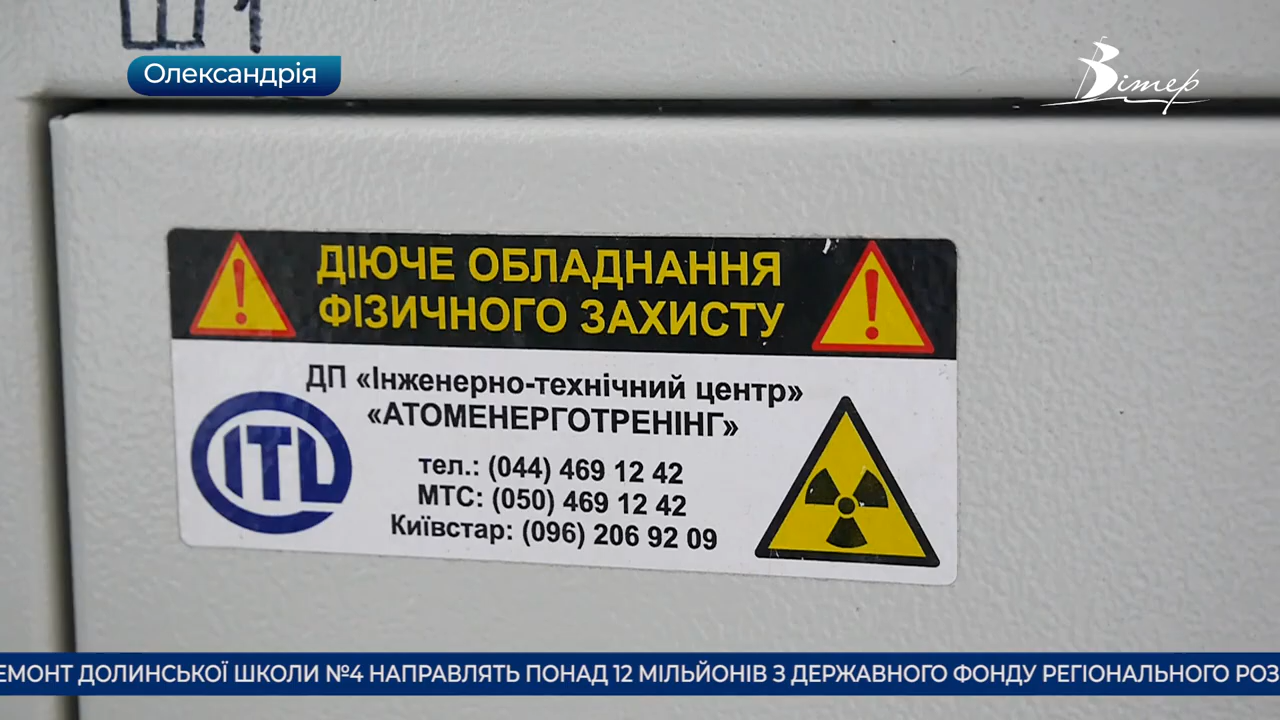 Ш1
Олександрія
Вітер
ДІЮЧЕ ОБЛАДНАННЯ
ФІЗИЧНОГО ЗАХИСТУ
ДП «Інженерно-технічний центр»
«АТОМЕНЕРГОТРЕНІНГ»
ІТЦ
тел.: (044) 469 12 42
МТС: (050) 469 12 42
Київстар: (096) 206 92 09
ЕМОНТ ДОЛИНСЬКОЇ ШКОЛИ №4 НАПРАВЛЯТЬ ПОНАД 12 МІЛЬЙОНІВ З ДЕРЖАВНОГО ФОНДУ РЕГІОНАЛЬНОГО РОЗ